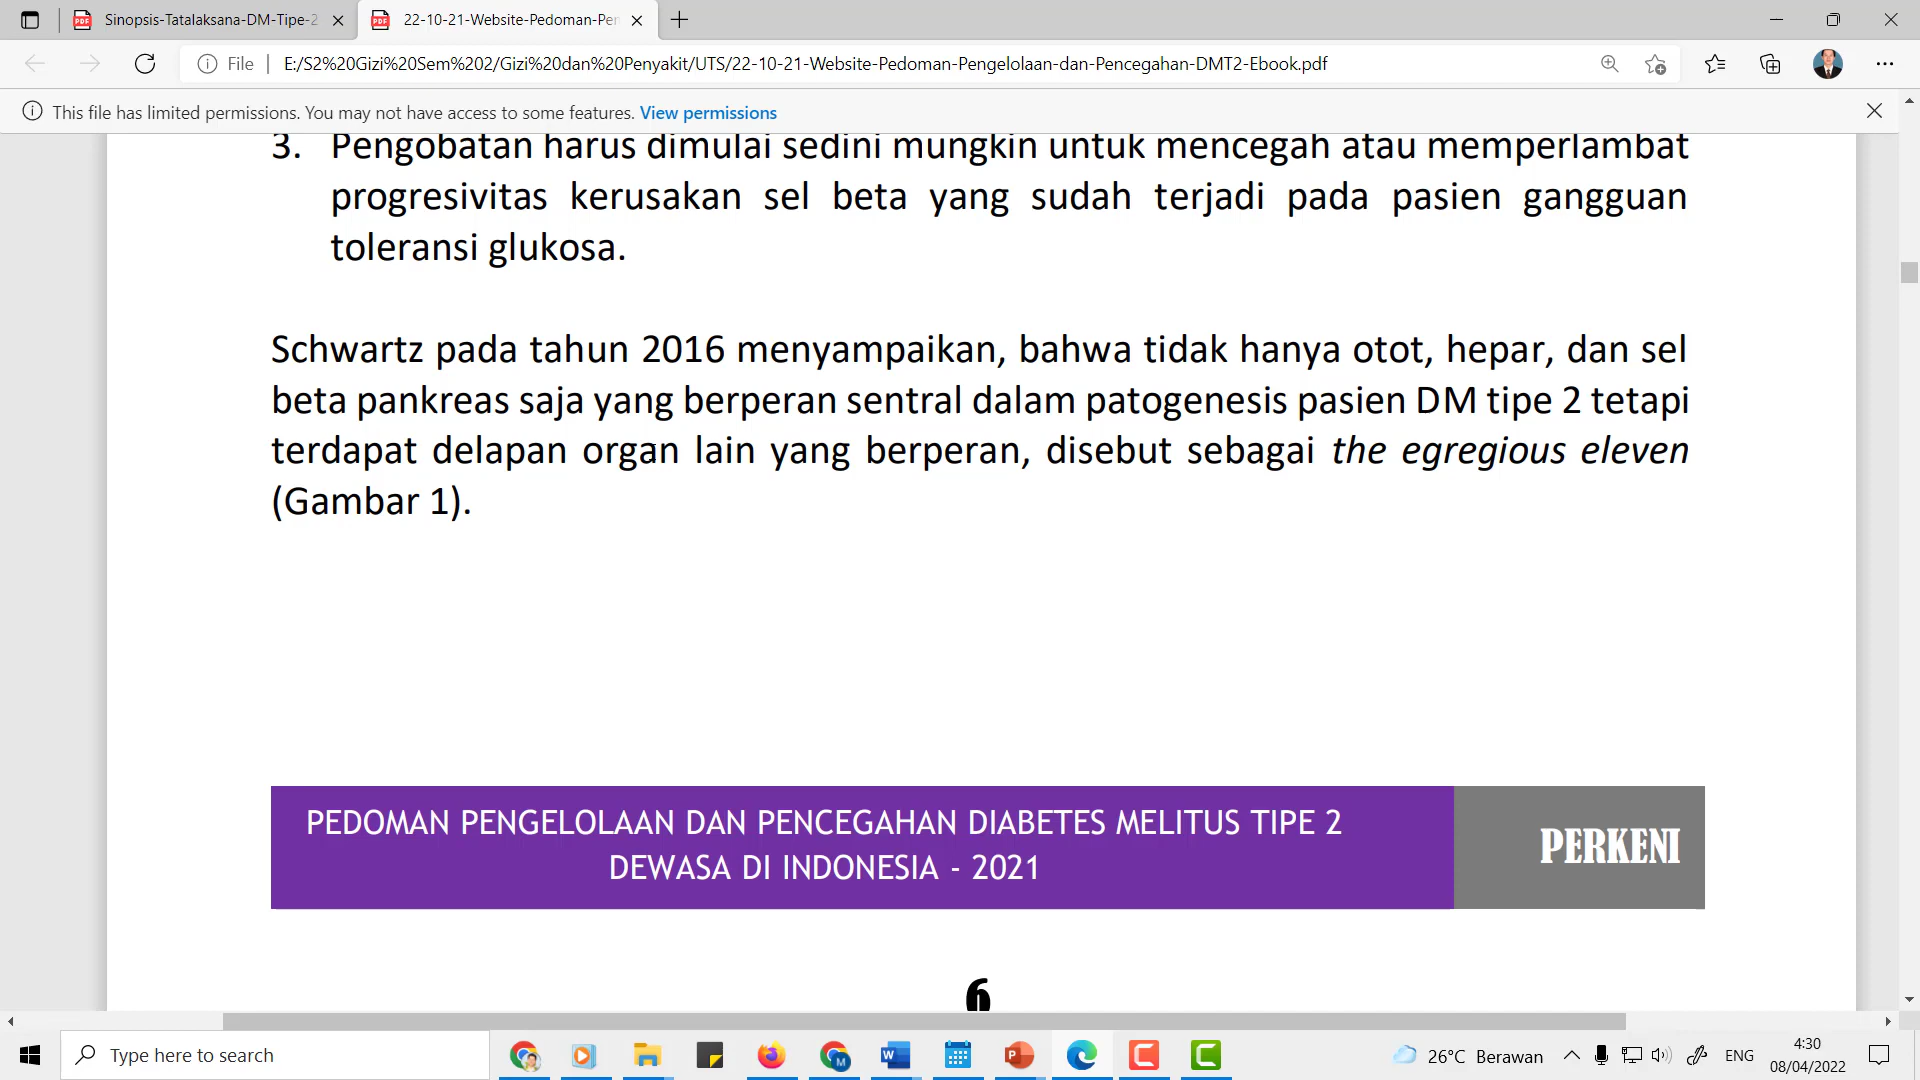 Sinopsis-Tatalaksana-DM-Tipe-2
22-10-21-Website-Pedoman-Pen
File
E:/S2%20Gizi%20Sem%202/Gizi%20dan%20Penyakit/UTS/22-10-21-Website-Pedoman-Pengelolaan-dan-Pencegahan-DMT2-Ebook.pdf
This file has limited permissions. You may not have access to some features. View permissions
3. Pengobatan harus dimulai sedini mungkin untuk mencegah atau memperlambat
progresivitas kerusakan sel beta yang sudah terjadi pada pasien gangguan
toleransi glukosa.
Schwartz pada tahun 2016 menyampaikan, bahwa tidak hanya otot, hepar, dan sel
beta pankreas saja yang berperan sentral dalam patogenesis pasien DM tipe 2 tetapi
terdapat delapan organ lain yang berperan, disebut sebagai the egregious eleven
(Gambar 1).
PEDOMAN PENGELOLAAN DAN PENCEGAHAN DIABETES MELITUS TIPE 2
DEWASA DI INDONESIA - 2021
PERKENI
6
Type here to search
26°C Berawan
ENG
4:30
08/04/2022